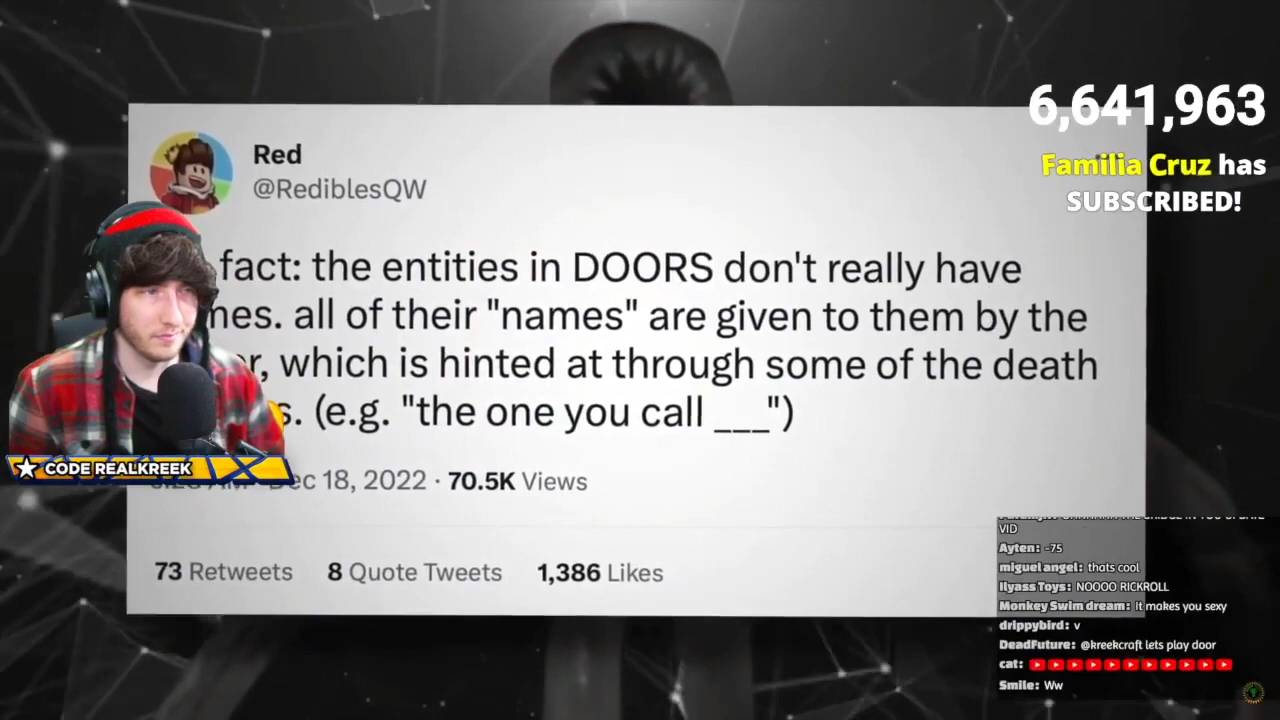 Red
@RediblesQW
fact: the entities in DOORS don't really have
all of their "names" are given to them by the
which is hinted at through some of the death
(e.g. "the one you call ___")
18, 2022 · 70.5K Views
73 Retweets 8 Quote Tweets 1,386 Likes
6,641,963
Familia Cruz has
SUBSCRIBED!
CODE REALKREEK
VID
Ayten: -75
miguel angel: thats cool
Ilyass Toys: NOOOO RICKROLL
Monkey Swim dream: It makes you sexy
drippybird: v
DeadFuture: @kreekcraft lets play door
cat:
Smile: Ww